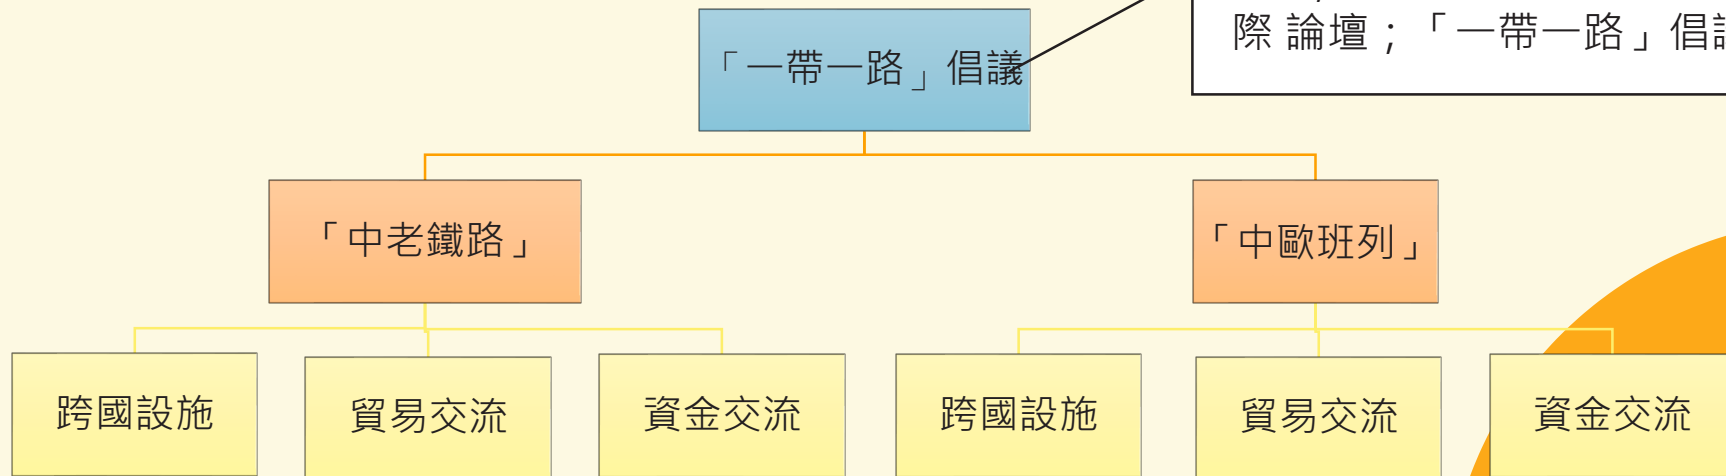 際 論壇；「一帶一路」倡
「一帶一路」倡議
「中老鐵路」
「中歐班列」
跨國設施
貿易交流
資金交流
跨國設施
貿易交流
資金交流